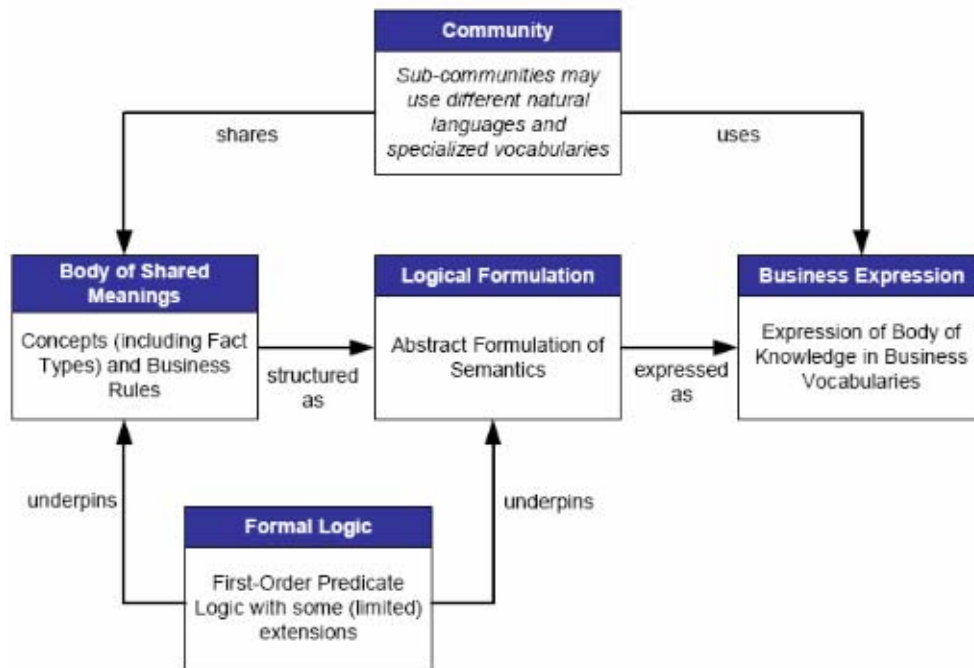 Community
Sub-communities may
use different natural
languages and
specialized vocabularies
shares
uses
Body of Shared
Meanings
Concepts (including Fact
Types) and Business
Rules
structured
as
Logical Formulation
Abstract Formulation of
Semantics
expressed
as
Business Expression
Expression of Body of
Knowledge in Business
Vocabularies
underpins
underpins
Formal Logic
First-Order Predicate
Logic with some (limited)
extensions